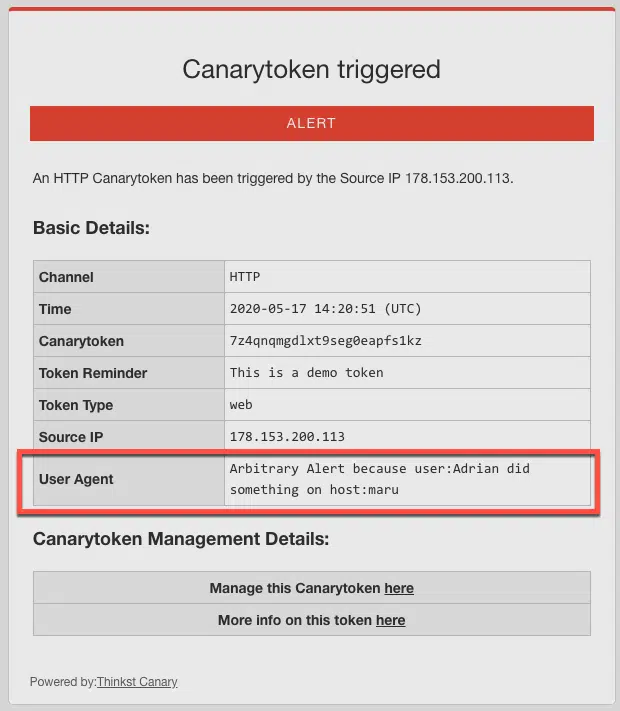 Canarytoken triggered
ALERT
An HTTP Canarytoken has been triggered by the Source IP 178.153.200.113.
Basic Details:
Channel HTTP
Time 2020-05-17 14:20:51 (UTC)
Canarytoken 7z4qnqmgdlxt9seg0eapfs1kz
Token Reminder This is a demo token
Token Type web
Source IP 178.153.200.113
User Agent Arbitrary Alert because user:Adrian did
something on host:maru
Canarytoken Management Details:
Manage this Canarytoken here
More info on this token here
Powered by:Thinkst Canary